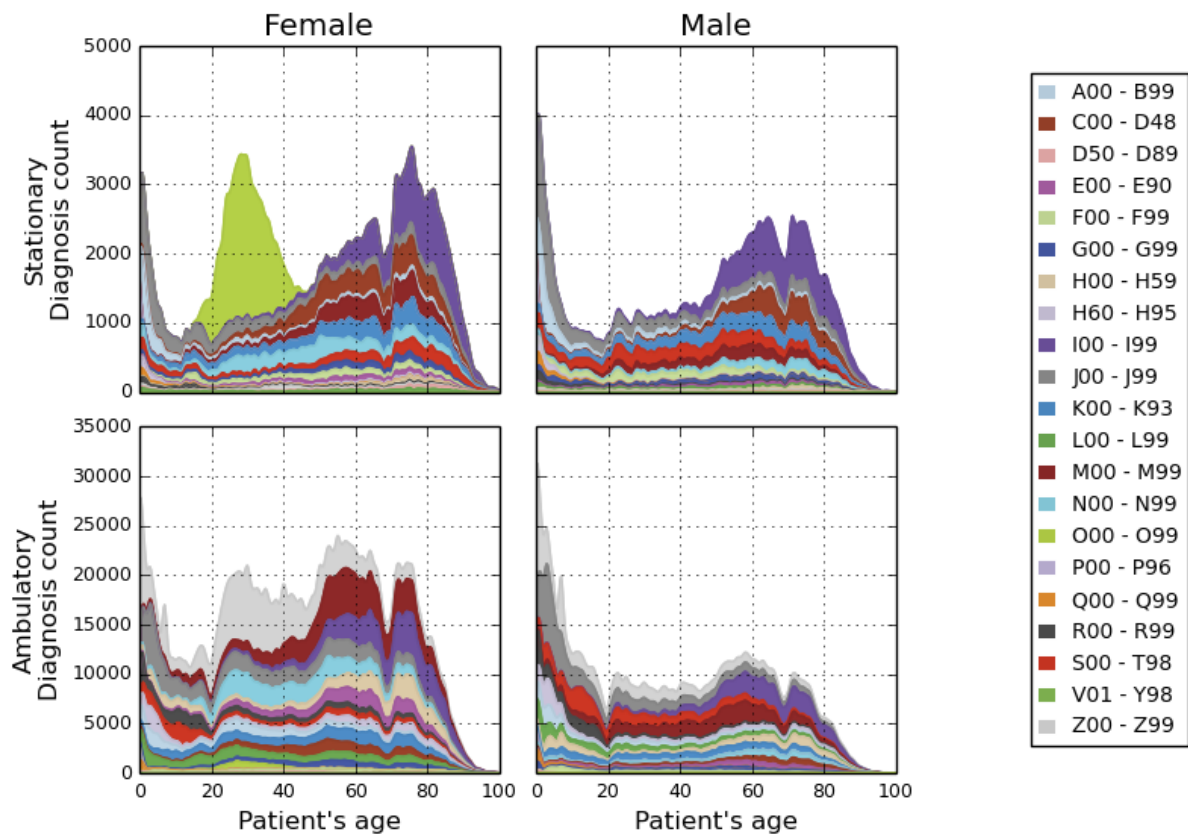 Female
Male
5000
4000
3000
2000
1000
0
Stationary
Diagnosis count
35000
30000
25000
20000
15000
10000
5000
0
Ambulatory
Diagnosis count
0 20 40 60 80 100
0 20 40 60 80 100
Patient's age
Patient's age
A00 - B99
C00 - D48
D50 - D89
E00 - E90
F00 - F99
G00 - G99
H00 - H59
H60 - H95
I00 - I99
J00 - J99
K00 - K93
L00 - L99
M00 - M99
N00 - N99
O00 - O99
P00 - P96
Q00 - Q99
R00 - R99
S00 - T98
V01 - Y98
Z00 - Z99